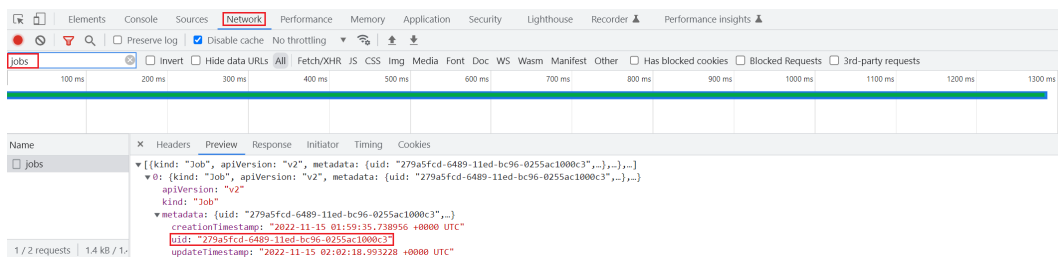 Elements Console Sources Network Performance Memory Application Security Lighthouse Recorder Performance insights
Preserve log Disable cache No throttling
jobs Invert Hide data URLs All Fetch/XHR JS CSS Img Media Font Doc WS Wasm Manifest Other Has blocked cookies Blocked Requests 3rd-party requests
100 ms 200 ms 300 ms 400 ms 500 ms 600 ms 700 ms 800 ms 900 ms 1000 ms 1100 ms 1200 ms 1300 ms
Name × Headers Preview Response Initiator Timing Cookies
jobs ▼[{kind: "Job", apiVersion: "v2", metadata: {uid: "279a5fcd-6489-11ed-bc96-0255ac1000c3",…},…},…]
▼0: {kind: "Job", apiVersion: "v2", metadata: {uid: "279a5fcd-6489-11ed-bc96-0255ac1000c3",…},…}
apiVersion: "v2"
kind: "Job"
▼metadata: {uid: "279a5fcd-6489-11ed-bc96-0255ac1000c3",…}
creationTimestamp: "2022-11-15 01:59:35.738956 +0000 UTC"
uid: "279a5fcd-6489-11ed-bc96-0255ac1000c3"
1 / 2 requests 1.4 kB / 1. updateTimestamp: "2022-11-15 02:02:18.993228 +0000 UTC"